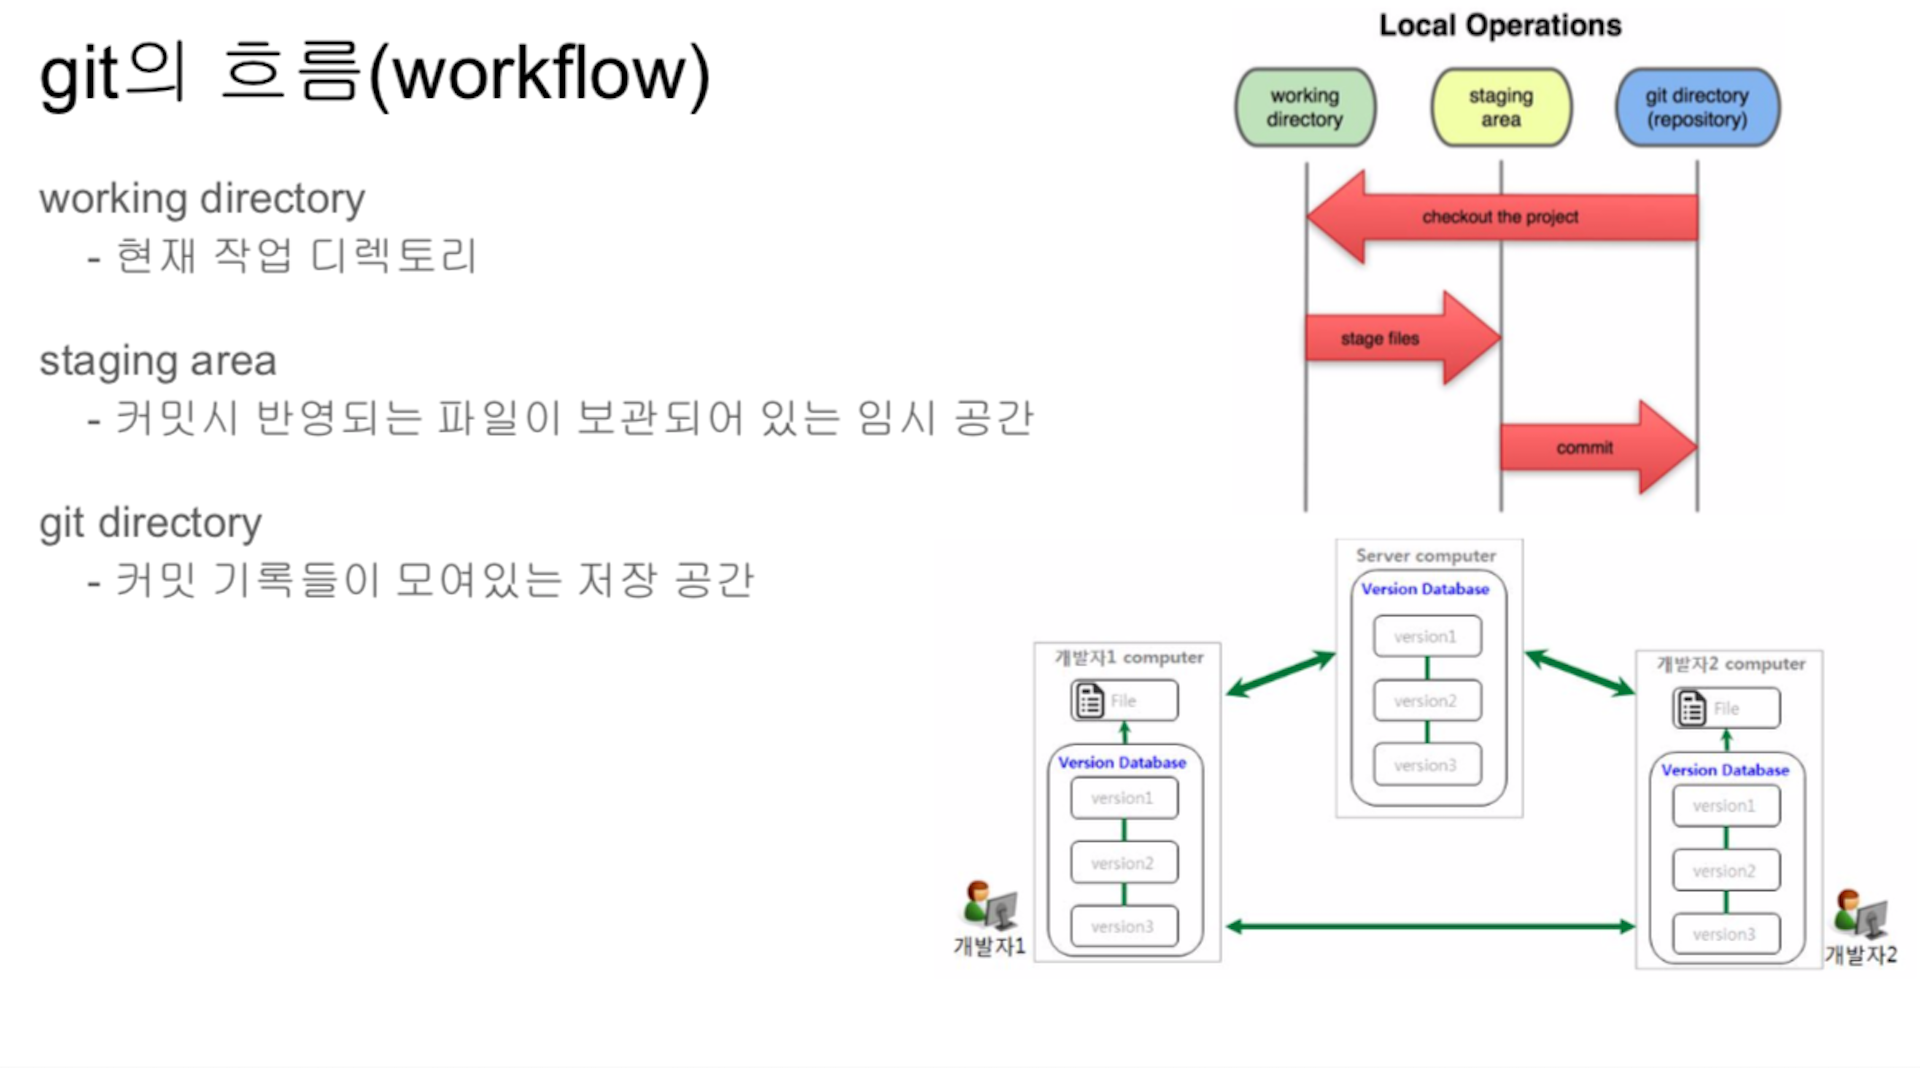 git의 흐름(workflow)
working directory
- 현재 작업 디렉토리
staging area
- 커밋시 반영되는 파일이 보관되어 있는 임시 공간
git directory
- 커밋 기록들이 모여있는 저장 공간
Local Operations
working
directory
staging
area
git directory
(repository)
checkout the project
stage files
commit
Server computer
Version Database
version1
version2
version3
개발자1 computer
File
Version Database
version1
version2
version3
개발자1
개발자2 computer
File
Version Database
version1
version2
version3
개발자2